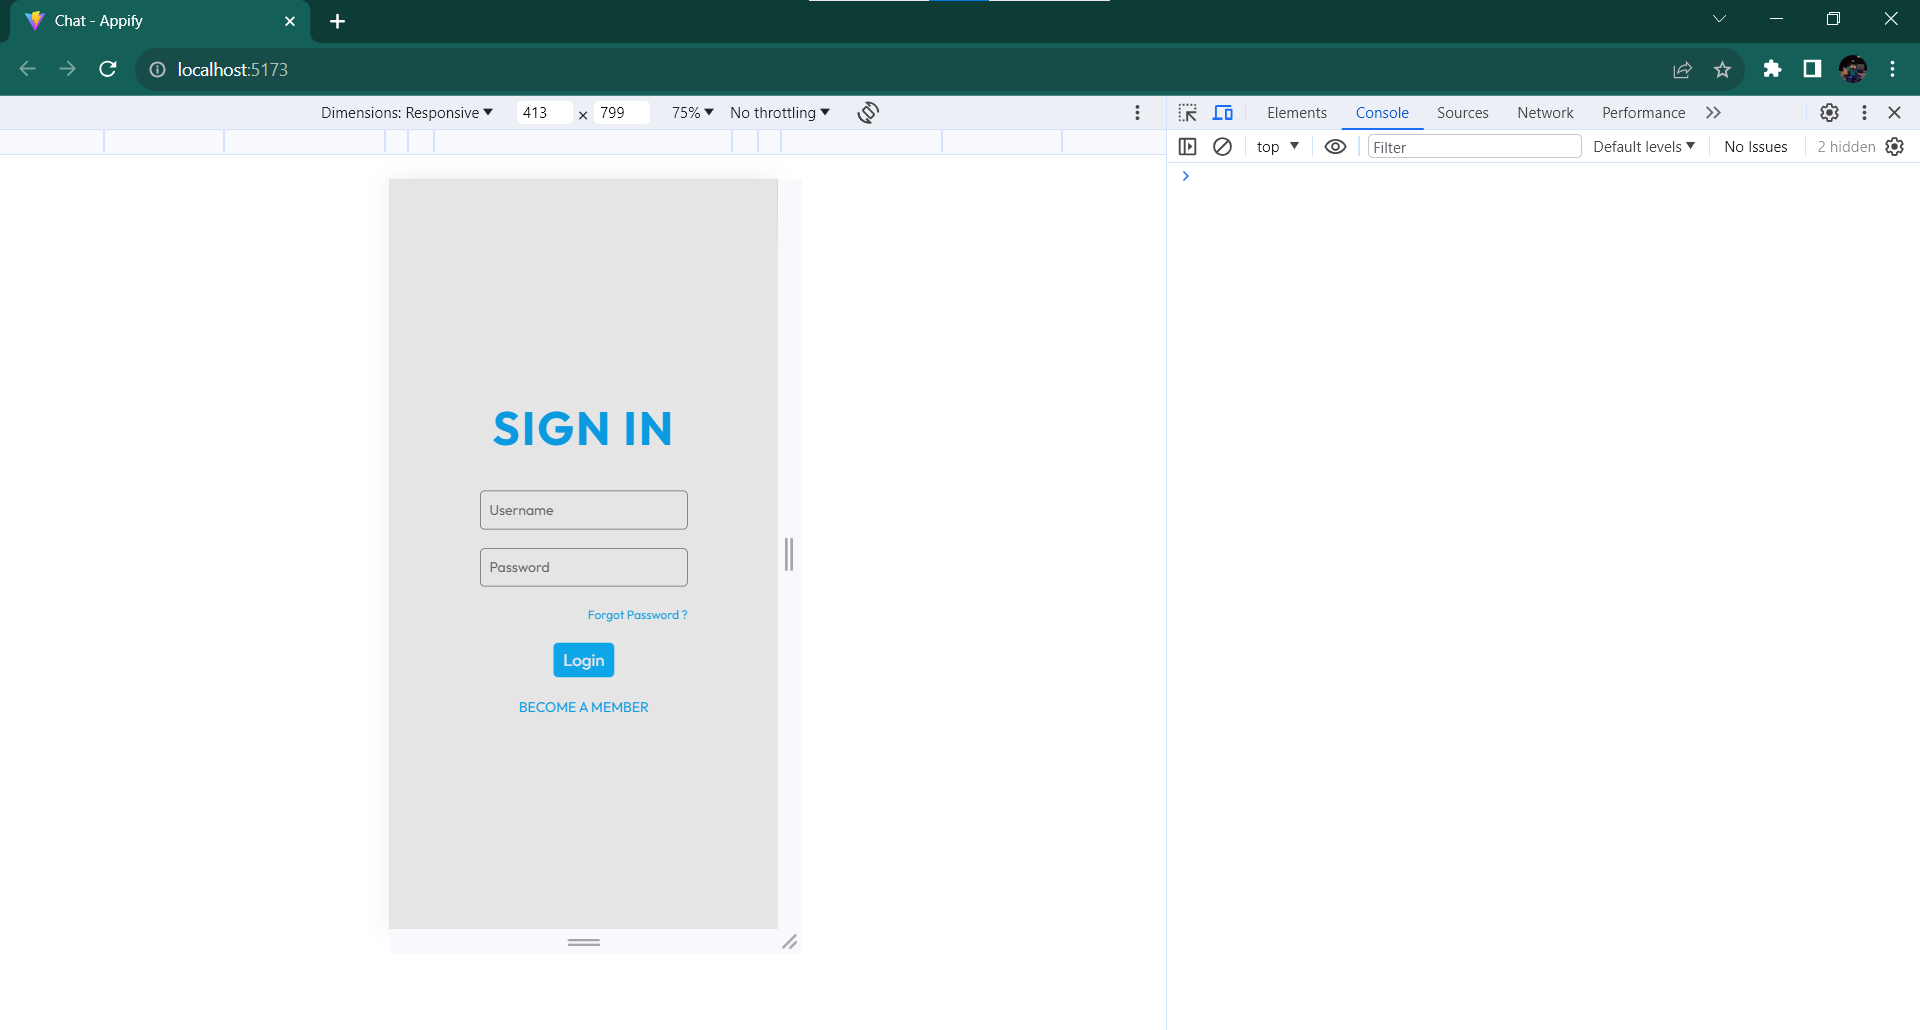 Chat - Appify
localhost:5173
Dimensions: Responsive 413 × 799 75% No throttling
Elements Console Sources Network Performance
top Filter Default levels No Issues 2 hidden
SIGN IN
Username
Password
Forgot Password ?
Login
BECOME A MEMBER